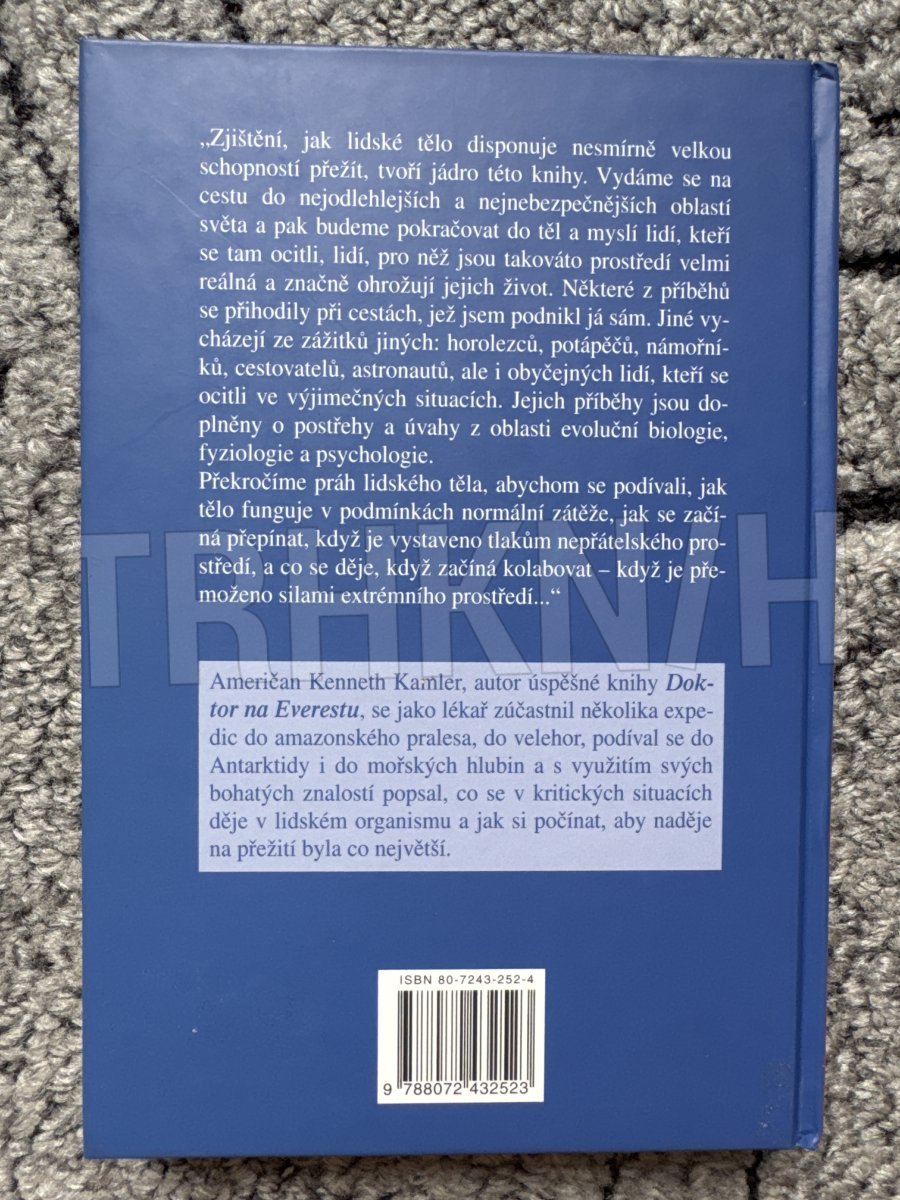 „Zjištění, jak lidské tělo disponuje nesmírně velkou
schopností přežít, tvoří jádro této knihy. Vydáme se na
cestu do nejodlehlejších a nejnebezpečnějších oblastí
světa a pak budeme pokračovat do těl a myslí lidí, kteří
se tam ocitli, lidí, pro něž jsou takováto prostředí velmi
reálná a značně ohrožují jejich život. Některé z příběhů
se přihodily při cestách, jež jsem podnikl já sám. Jiné vy-
cházejí ze zážitků jiných: horolezců, potápěčů, námořní-
ků, cestovatelů, astronautů, ale i obyčejných lidí, kteří se
ocitli ve výjimečných situacích. Jejich příběhy jsou do-
plněny o postřehy a úvahy z oblasti evoluční biologie,
fyziologie a psychologie.
Překročíme práh lidského těla, abychom se podívali, jak
tělo funguje v podmínkách normální zátěže, jak se začí-
ná přepínat, když je vystaveno tlakům nepřátelského pro-
středí, a co se děje, když začíná kolabovat – když je pře-
moženo silami extrémního prostředí...“
TRHKNIH
Američan Kenneth Kamler, autor úspěšné knihy Dok-
tor na Everestu, se jako lékař zúčastnil několika expe-
dic do amazonského pralesa, do velehor, podíval se do
Antarktidy i do mořských hlubin a s využitím svých
bohatých znalostí popsal, co se v kritických situacích
děje v lidském organismu a jak si počínat, aby naděje
na přežití byla co největší.
ISBN 80-7243-252-4
9 788072 432523